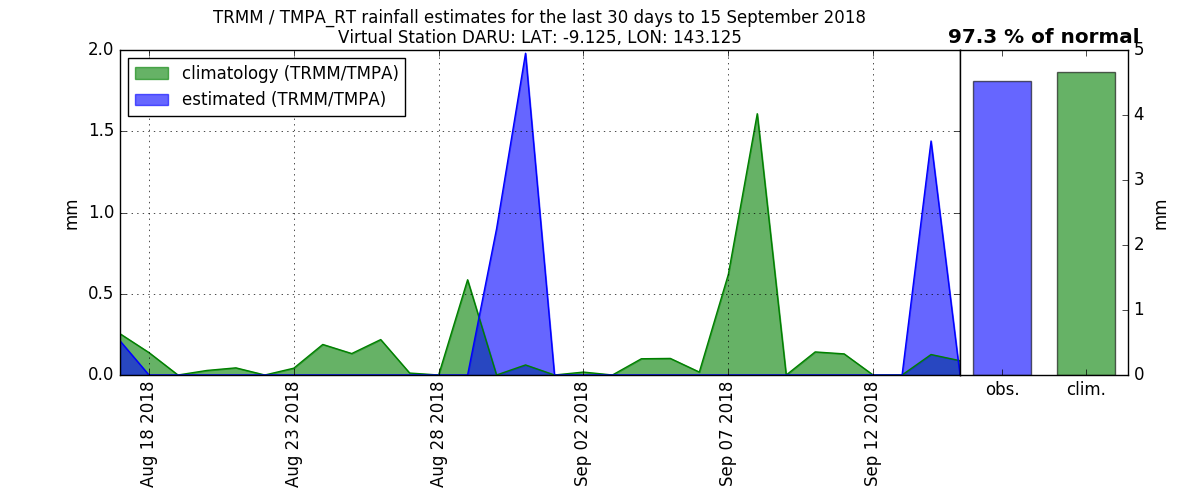 TRMM / TMPA_RT rainfall estimates for the last 30 days to 15 September 2018
Virtual Station DARU: LAT: -9.125, LON: 143.125
97.3 % of normal
climatology (TRMM/TMPA)
estimated (TRMM/TMPA)
2.0
1.5
1.0
0.5
0.0
mm
Aug 18 2018
Aug 23 2018
Aug 28 2018
Sep 02 2018
Sep 07 2018
Sep 12 2018
obs.
clim.
5
4
3
2
1
0
mm